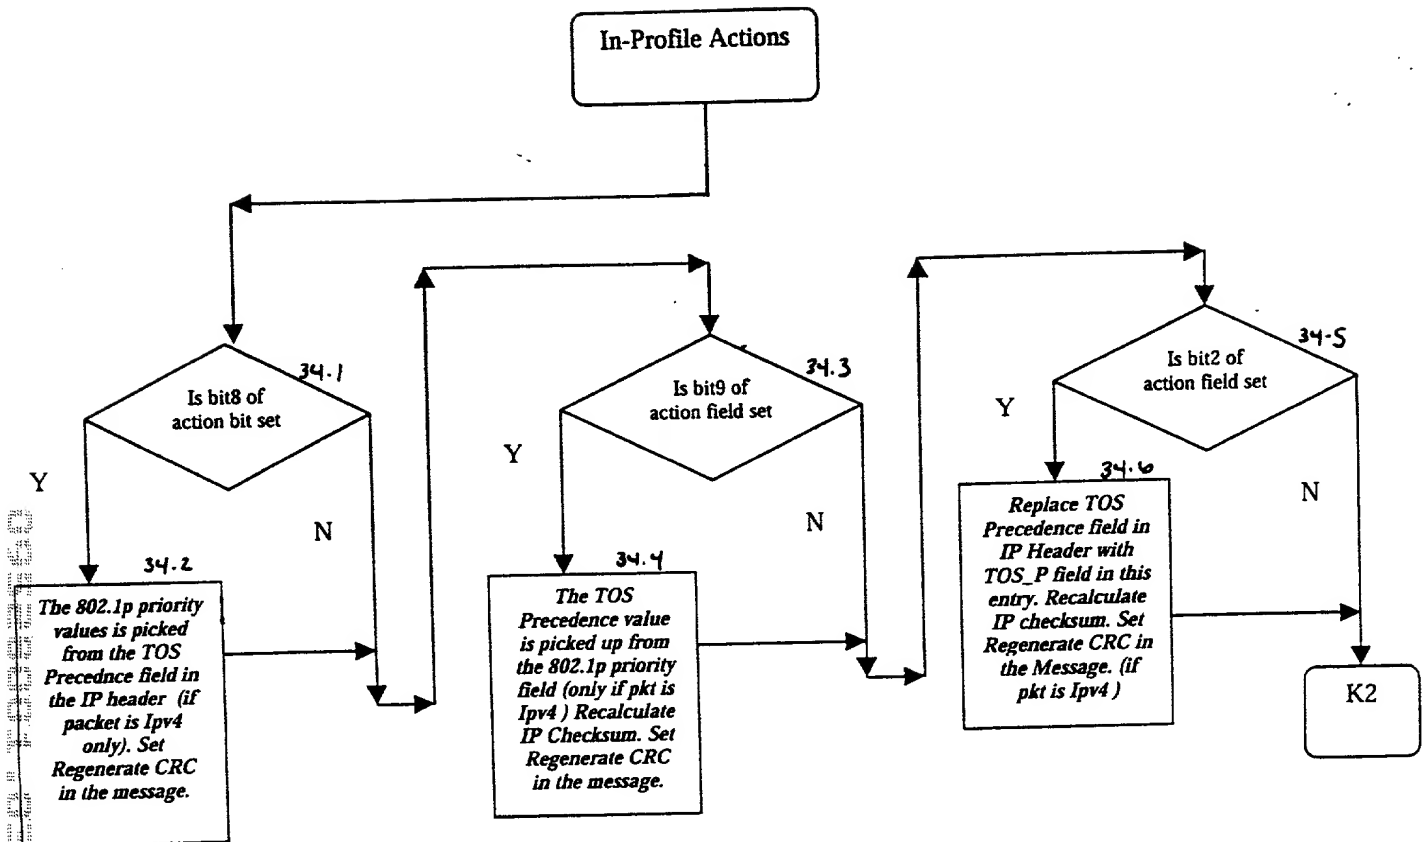 In-Profile Actions
34.1
Is bit8 of
action bit set
Y
N
34.2
The 802.1p priority
values is picked
from the TOS
Precednce field in
the IP header (if
packet is Ipv4
only). Set
Regenerate CRC
in the message.
34.3
Is bit9 of
action field set
Y
N
34.4
The TOS
Precedence value
is picked up from
the 802.1p priority
field (only if pkt is
Ipv4 ) Recalculate
IP Checksum. Set
Regenerate CRC
in the message.
34-5
Is bit2 of
action field set
Y
N
34.6
Replace TOS
Precedence field in
IP Header with
TOS_P field in this
entry. Recalculate
IP checksum. Set
Regenerate CRC in
the Message. (if
pkt is Ipv4 )
K2